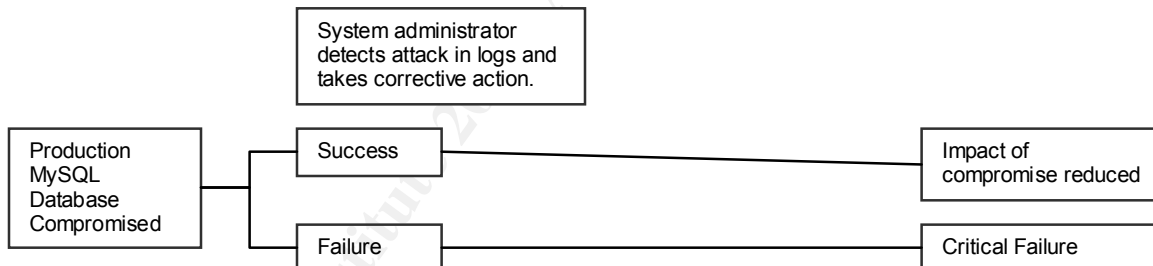 System administrator
detects attack in logs and
takes corrective action.
Production
MySQL
Database
Compromised
Success
Impact of
compromise reduced
Failure
Critical Failure